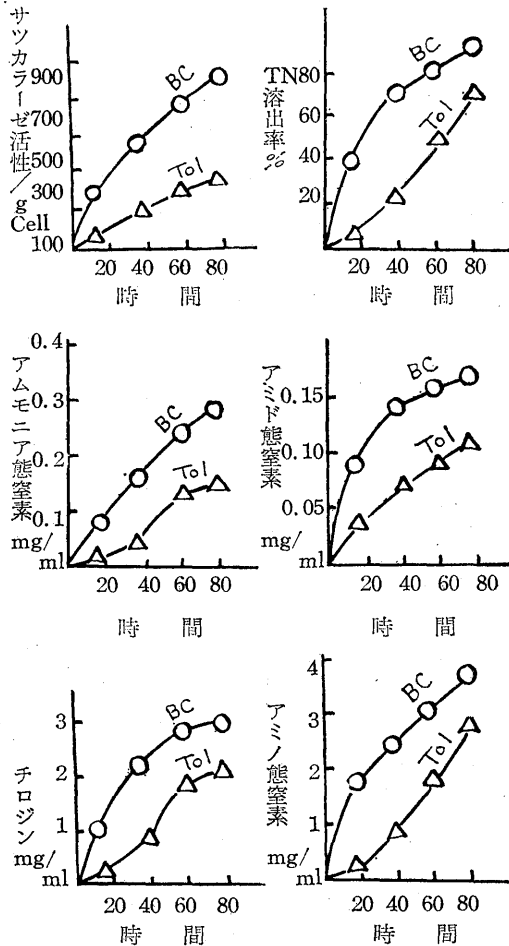 サツカラーゼ活性/g Cell
900
700
500
300
100
BC
Tol
20 40 60 80
時間
TN溶出率%
80
60
40
20
BC
Tol
20 40 60 80
時間
アムモニア態窒素
mg/ml
0.4
0.3
0.2
0.1
BC
Tol
20 40 60 80
時間
アミド態窒素
mg/ml
0.15
0.10
0.05
BC
Tol
20 40 60 80
時間
チロジン
mg/ml
3
2
1
BC
Tol
20 40 60 80
時間
アミノ態窒素
mg/ml
4
3
2
1
BC
Tol
20 40 60 80
時間